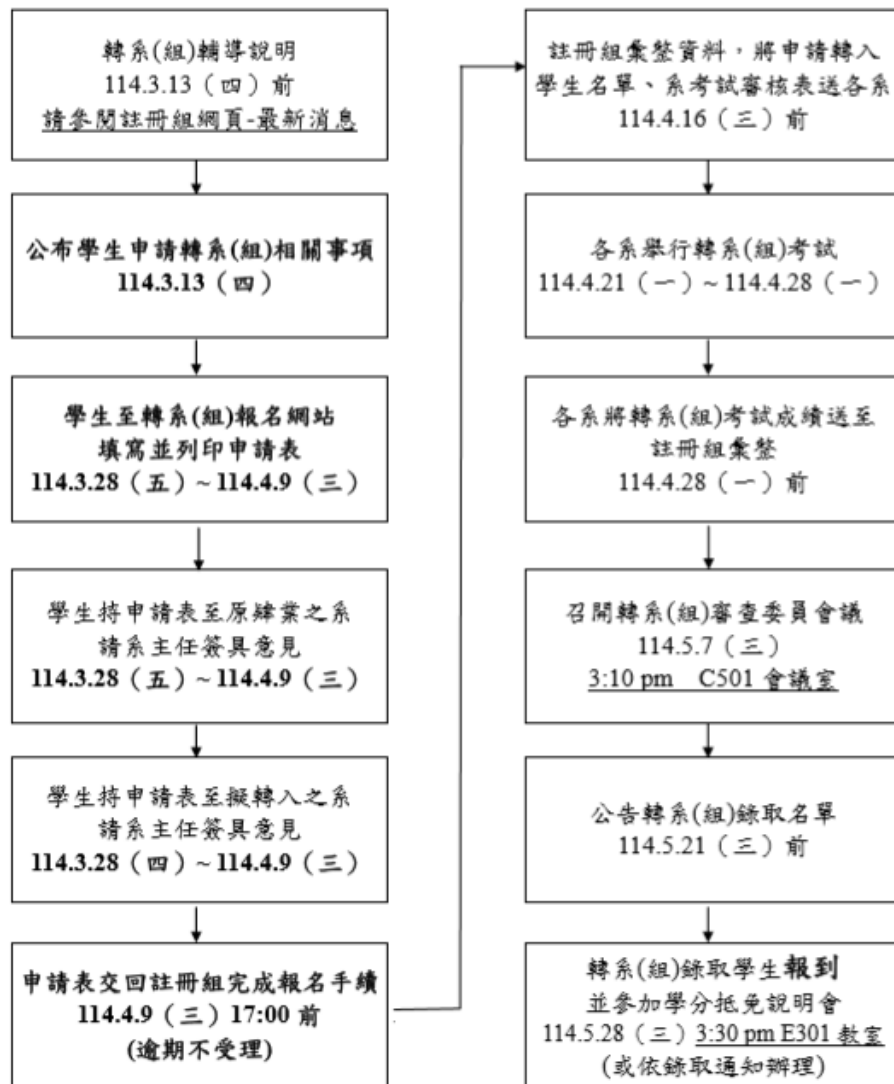 轉系(組)輔導說明
114.3.13（四）前
請參閱註冊組網頁-最新消息
公布學生申請轉系(組)相關事項
114.3.13（四）
學生至轉系(組)報名網站
填寫並列印申請表
114.3.28（五）~114.4.9（三）
學生持申請表至原肄業之系
請系主任簽具意見
114.3.28（五）~114.4.9（三）
學生持申請表至擬轉入之系
請系主任簽具意見
114.3.28（四）~114.4.9（三）
申請表交回註冊組完成報名手續
114.4.9（三）17:00 前
(逾期不受理)
註冊組彙整資料，將申請轉入
學生名單、系考試審核表送各系
114.4.16（三）前
各系舉行轉系(組)考試
114.4.21（一）~114.4.28（一）
各系將轉系(組)考試成績送至
註冊組彙整
114.4.28（一）前
召開轉系(組)審查委員會議
114.5.7（三）
3:10 pm C501 會議室
公告轉系(組)錄取名單
114.5.21（三）前
轉系(組)錄取學生報到
並參加學分抵免說明會
114.5.28（三）3:30 pm E301 教室
(或依錄取通知辦理)